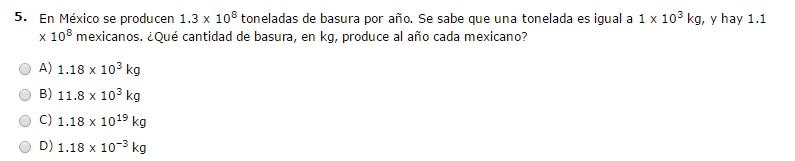 5. En México se producen 1.3 x 10⁸ toneladas de basura por año. Se sabe que una tonelada es igual a 1 x 10³ kg, y hay 1.1
x 10⁸ mexicanos. ¿Qué cantidad de basura, en kg, produce al año cada mexicano?
A) 1.18 x 10³ kg
B) 11.8 x 10³ kg
C) 1.18 x 10¹⁹ kg
D) 1.18 x 10⁻³ kg